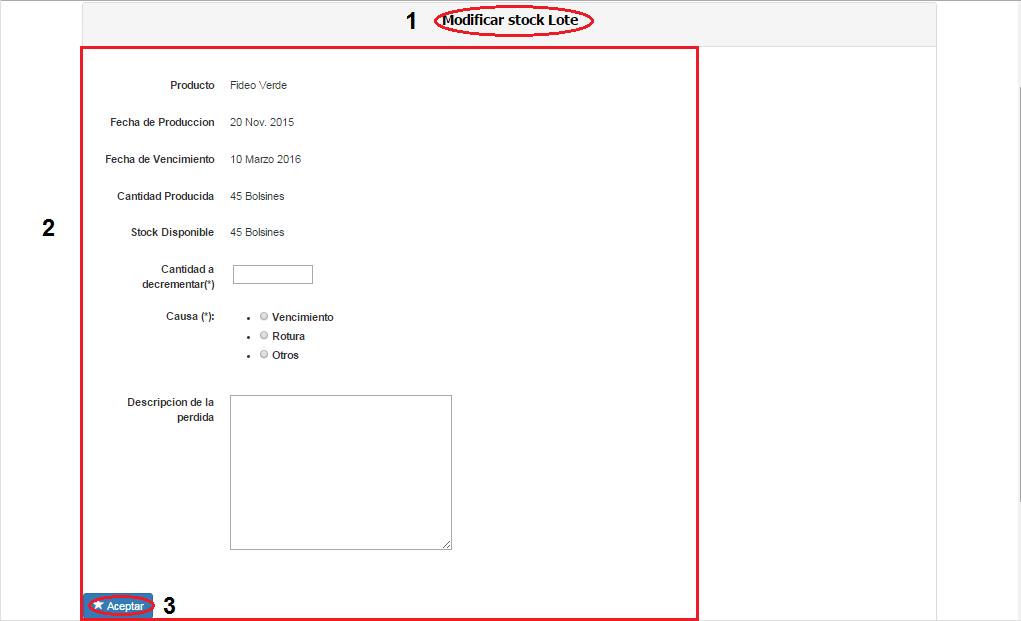 1 Modificar stock Lote
Producto Fideo Verde
Fecha de Produccion 20 Nov. 2015
Fecha de Vencimiento 10 Marzo 2016
Cantidad Producida 45 Bolsines
2
Stock Disponible 45 Bolsines
Cantidad a
decrementar(*)
Causa (*):
• Vencimiento
• Rotura
• Otros
Descripcion de la
perdida
Aceptar 3